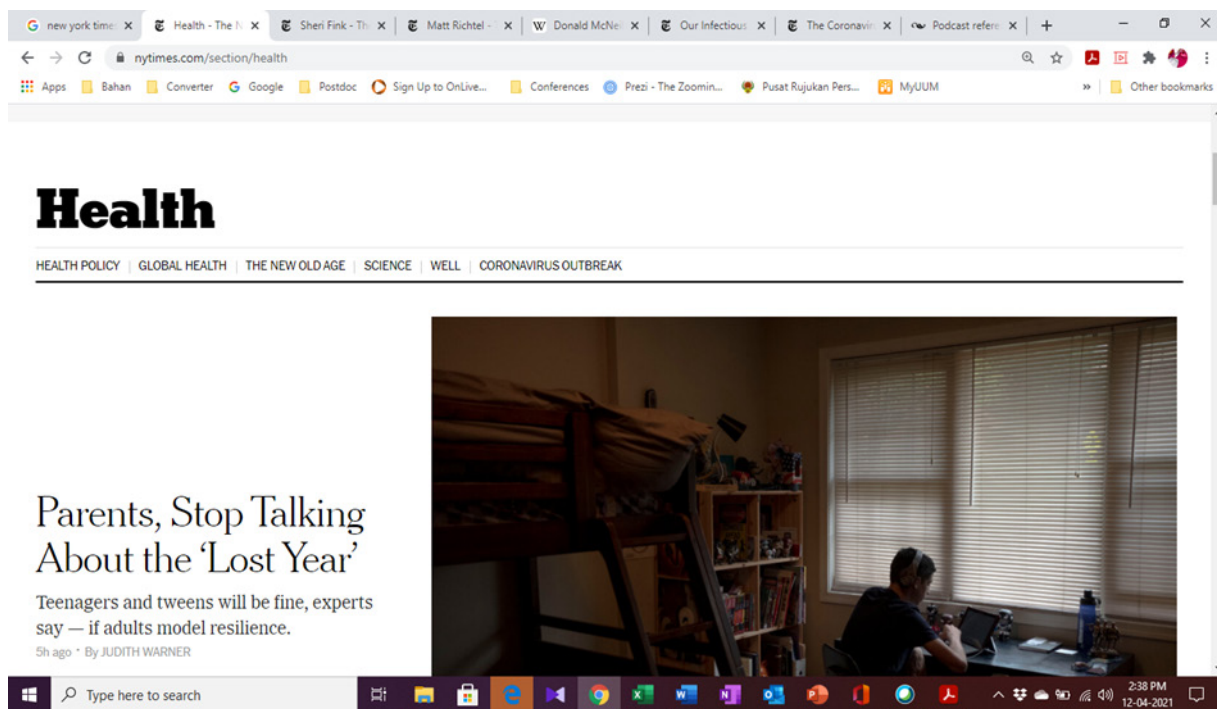 new york time:
Health - The N
Sheri Fink - Th
Matt Richtel -
Donald McNei
Our Infectious
The Coronavir
Podcast refere
nytimes.com/section/health
Apps Bahan Converter Google Postdoc Sign Up to OnLive... Conferences Prezi - The Zoomin... Pusat Rujukan Pers... MyUUM » Other bookmarks
Health
HEALTH POLICY | GLOBAL HEALTH | THE NEW OLD AGE | SCIENCE | WELL | CORONAVIRUS OUTBREAK
Parents, Stop Talking
About the ‘Lost Year’
Teenagers and tweens will be fine, experts
say — if adults model resilience.
5h ago · By JUDITH WARNER
Type here to search
2:38 PM
12-04-2021